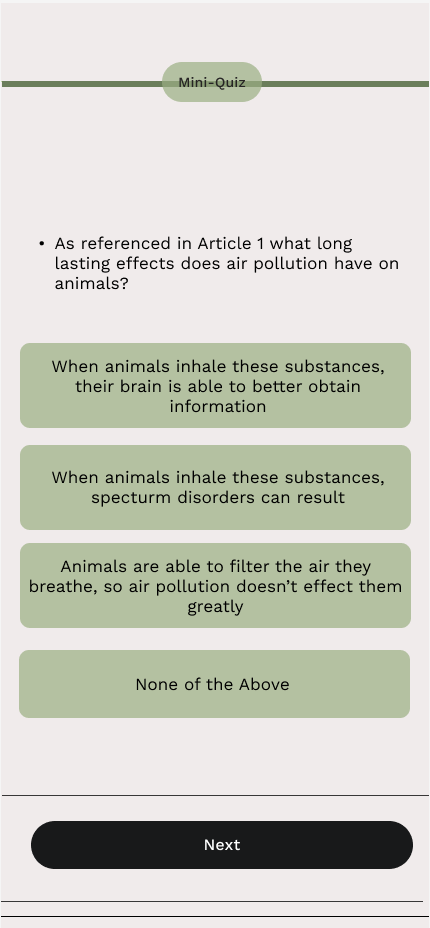 Mini-Quiz
• As referenced in Article 1 what long
lasting effects does air pollution have on
animals?
When animals inhale these substances,
their brain is able to better obtain
information
When animals inhale these substances,
specturm disorders can result
Animals are able to filter the air they
breathe, so air pollution doesn’t effect them
greatly
None of the Above
Next